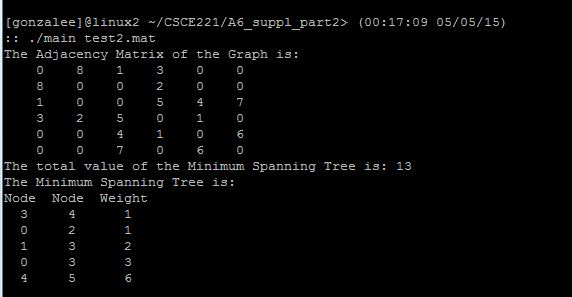 [gonzalee]@linux2 ~/CSCE221/A6_suppl_part2> (00:17:09 05/05/15)
:: ./main test2.mat
The Adjacency Matrix of the Graph is:
0 8 1 3 0 0
8 0 0 2 0 0
1 0 0 5 4 7
3 2 5 0 1 0
0 0 4 1 0 6
0 0 7 0 6 0
The total value of the Minimum Spanning Tree is: 13
The Minimum Spanning Tree is:
Node Node Weight
3 4 1
0 2 1
1 3 2
0 3 3
4 5 6